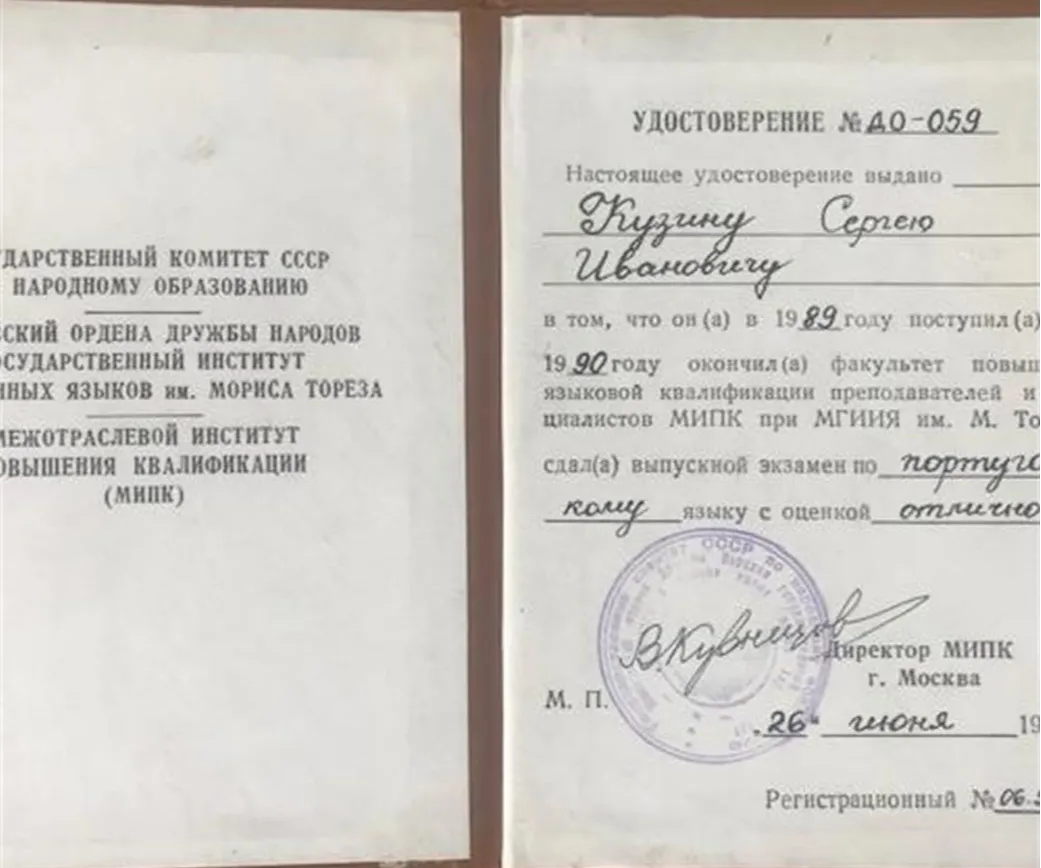 УДАРСТВЕННЫЙ КОМИТЕТ СССР
НАРОДНОМУ ОБРАЗОВАНИЮ
СКИЙ ОРДЕНА ДРУЖБЫ НАРОДОВ
ОСУДАРСТВЕННЫЙ ИНСТИТУТ
ННЫХ ЯЗЫКОВ им. МОРИСА ТОРЕЗА
МЕЖОТРАСЛЕВОЙ ИНСТИТУТ
ОВЫШЕНИЯ КВАЛИФИКАЦИИ
(МИПК)
УДОСТОВЕРЕНИЕ № ДО-059
Настоящее удостоверение выдано
Кузину Сергею
Ивановичу
в том, что он(а) в 1989 году поступил(а)
1990 году окончил(а) факультет повыш
языковой квалификации преподавателей и
циалистов МИПК при МГИИЯ им. М. То
сдал(а) выпускной экзамен по португа
кому языку с оценкой отлично
Директор МИПК
г. Москва
М. П.
"26" июня 19
Регистрационный № 06.